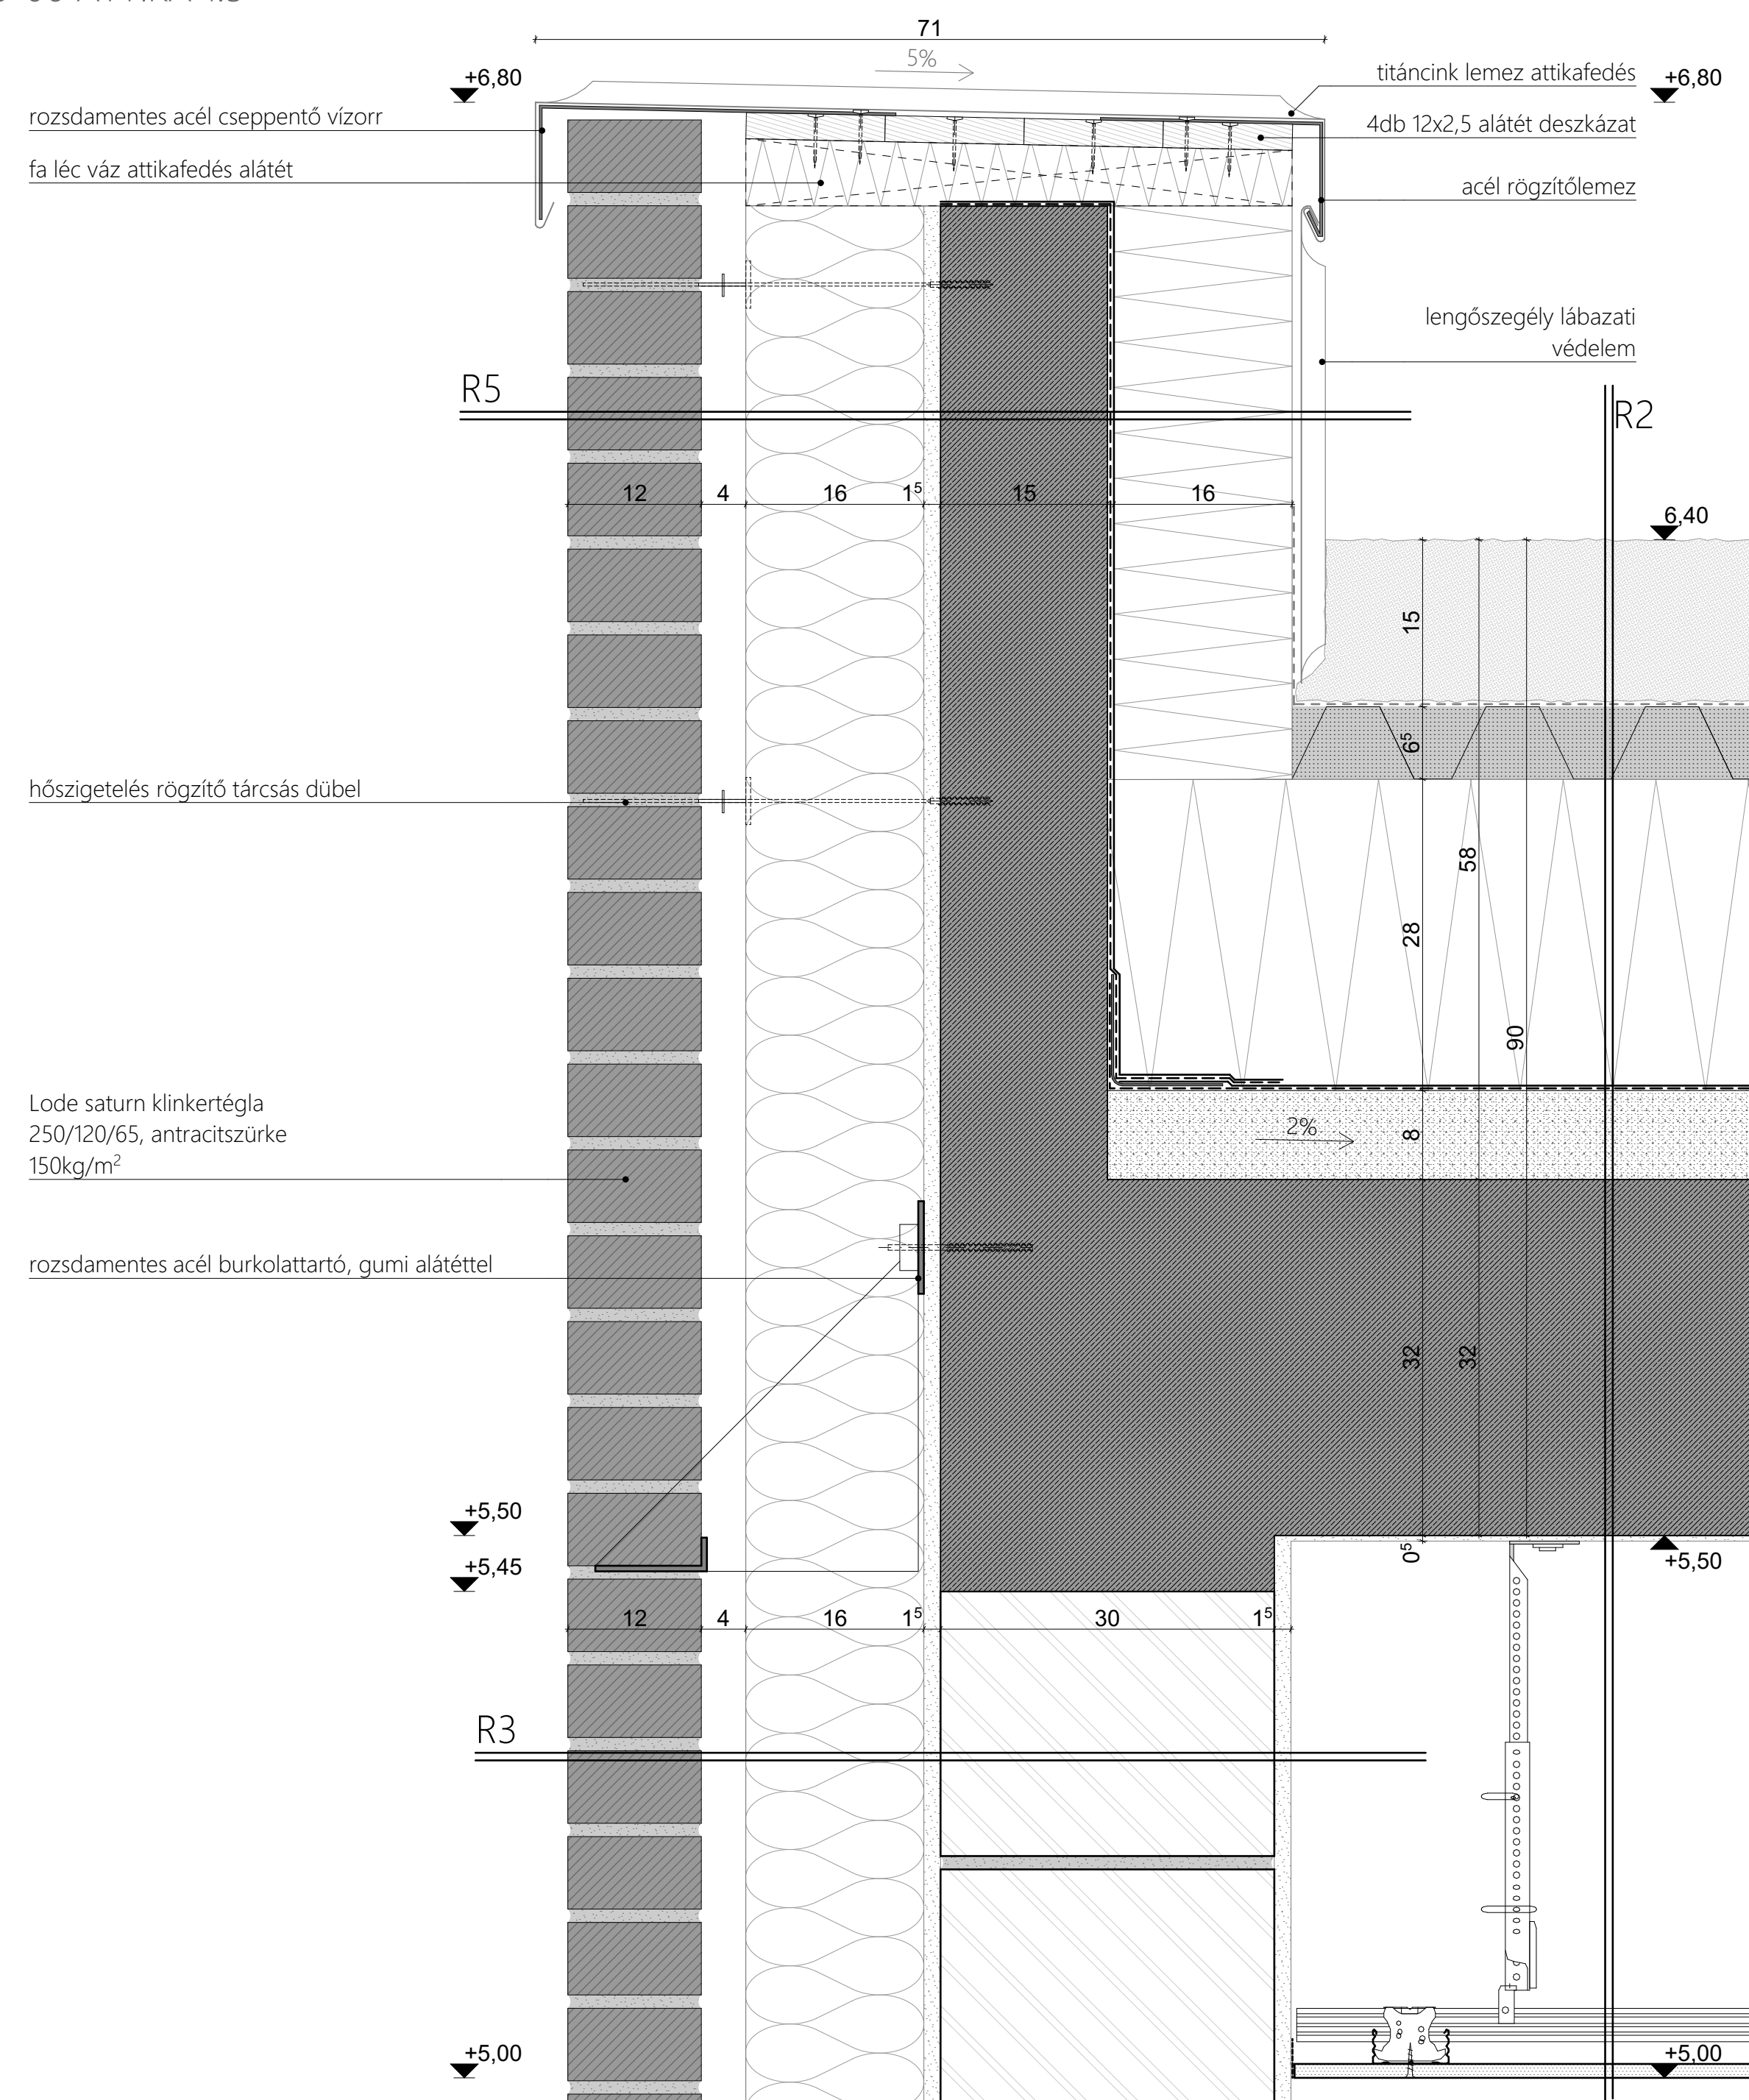 71
5%
+6,80
titáncink lemez attikafedés
+6,80
rozsdamentes acél cseppentő vízorr
4db 12x2,5 alátét deszkázat
fa léc váz attikafedés alátét
acél rögzítőlemez
lengőszegély lábazati
védelem
R5
R2
12 4 16 1⁵ 15 16
6,40
15
6⁵
hőszigetelés rögzítő tárcsás dübel
58
28
90
Lode saturn klinkertégla
250/120/65, antracitszürke
150kg/m²
2%
8
rozsdamentes acél burkolattartó, gumi alátéttel
32
32
+5,50
0⁵
+5,50
+5,45
12 4 16 1⁵ 30 1⁵
R3
+5,00
+5,00